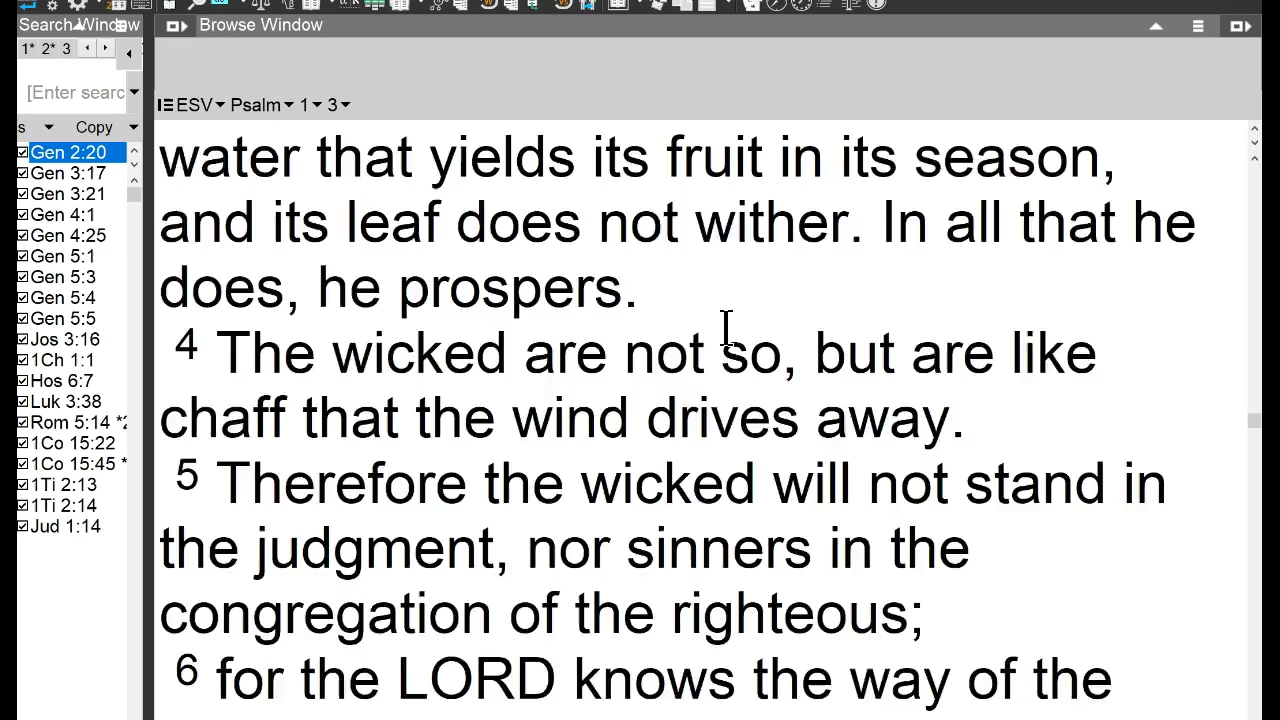 Search Window
Browse Window
1* 2* 3
[Enter searc
ESV Psalm 1 3
s Copy
Gen 2:20
Gen 3:17
Gen 3:21
Gen 4:1
Gen 4:25
Gen 5:1
Gen 5:3
Gen 5:4
Gen 5:5
Jos 3:16
1Ch 1:1
Hos 6:7
Luk 3:38
Rom 5:14 *2
1Co 15:22
1Co 15:45 *
1Ti 2:13
1Ti 2:14
Jud 1:14
water that yields its fruit in its season,
and its leaf does not wither. In all that he
does, he prospers.
4 The wicked are not so, but are like
chaff that the wind drives away.
5 Therefore the wicked will not stand in
the judgment, nor sinners in the
congregation of the righteous;
6 for the LORD knows the way of the